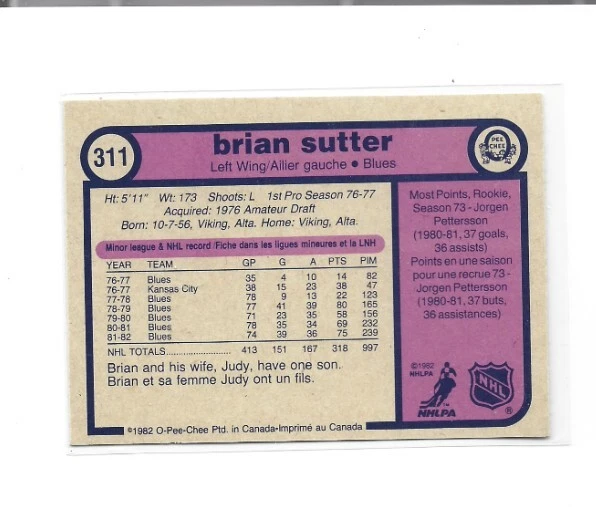 311
brian sutter
Left Wing/Ailier gauche • Blues
O PEE CHEE
Ht: 5'11" Wt: 173 Shoots: L 1st Pro Season 76-77
Acquired: 1976 Amateur Draft
Born: 10-7-56, Viking, Alta. Home: Viking, Alta.
Minor league & NHL record/Fiche dans les ligues mineures et la LNH
YEAR TEAM GP G A PTS PIM
76-77 Blues 35 4 10 14 82
76-77 Kansas City 38 15 23 38 47
77-78 Blues 78 9 13 22 123
78-79 Blues 77 41 39 80 165
79-80 Blues 71 23 35 58 156
80-81 Blues 78 35 34 69 232
81-82 Blues 74 39 36 75 239
NHL TOTALS 413 151 167 318 997
Brian and his wife, Judy, have one son.
Brian et sa femme Judy ont un fils.
Most Points, Rookie,
Season 73 - Jorgen
Pettersson
(1980-81, 37 goals,
36 assists)
Points en une saison
pour une recrue 73 -
Jorgen Pettersson
(1980-81, 37 buts,
36 assistances)
©1982
NHLPA
NHLPA
™
NHL
®
©1982 O-Pee-Chee Ptd. in Canada-Imprimé au Canada